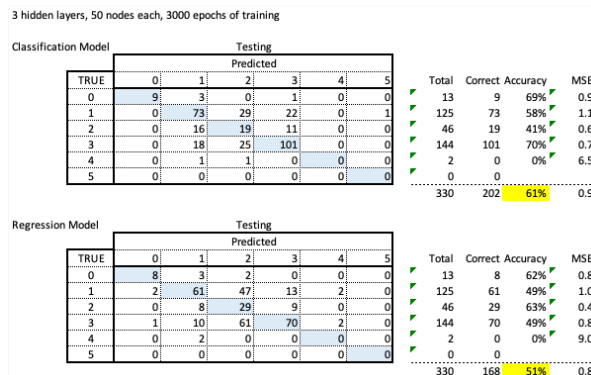 3 hidden layers, 50 nodes each, 3000 epochs of training
Classification Model Testing
Predicted
TRUE 0 1 2 3 4 5 Total Correct Accuracy MSE
0 9 3 0 1 0 0 13 9 69% 0.9
1 0 73 29 22 0 1 125 73 58% 1.1
2 0 16 19 11 0 0 46 19 41% 0.6
3 0 18 25 101 0 0 144 101 70% 0.7
4 0 1 1 0 0 0 2 0 0% 6.5
5 0 0 0 0 0 0 0 0
330 202 61% 0.9
Regression Model Testing
Predicted
TRUE 0 1 2 3 4 5 Total Correct Accuracy MSE
0 8 3 2 0 0 0 13 8 62% 0.8
1 2 61 47 13 2 0 125 61 49% 1.0
2 0 8 29 9 0 0 46 29 63% 0.4
3 1 10 61 70 2 0 144 70 49% 0.8
4 0 2 0 0 0 0 2 0 0% 9.0
5 0 0 0 0 0 0 0 0
330 168 51% 0.8